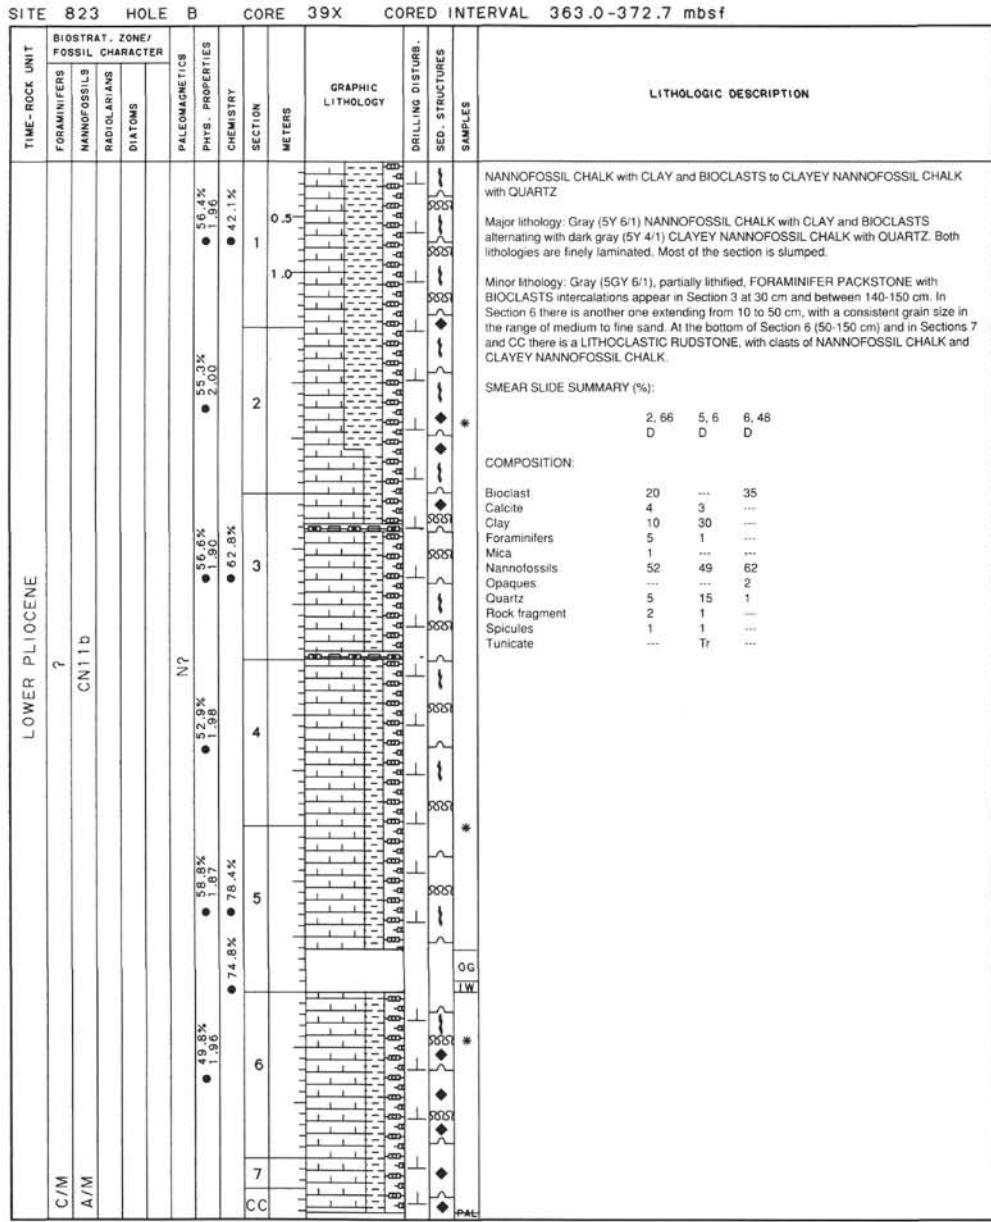 SITE 823 HOLE B CORE 39X CORED INTERVAL 363.0-372.7 mbsf
TIME-ROCK UNIT
BIOSTRAT. ZONE/
FOSSIL CHARACTER
FORAMINIFERS
NANNOFOSSILS
RADIOLARIANS
DIATOMS
PALEOMAGNETICS
PHYS. PROPERTIES
CHEMISTRY
SECTION
METERS
GRAPHIC
LITHOLOGY
DRILLING DISTURB.
SED. STRUCTURES
SAMPLES
LITHOLOGIC DESCRIPTION
LOWER PLIOCENE
?
C/M
CN11b
A/M
N?
56.4%
1.96
55.3%
2.00
56.6%
1.90
52.9%
1.98
58.8%
1.87
49.8%
1.96
42.1%
62.8%
78.4%
74.8%
1
2
3
4
5
6
7
CC
0.5
1.0
*
*
OG
IW
*
PAL
NANNOFOSSIL CHALK with CLAY and BIOCLASTS to CLAYEY NANNOFOSSIL CHALK
with QUARTZ
Major lithology: Gray (5Y 6/1) NANNOFOSSIL CHALK with CLAY and BIOCLASTS
alternating with dark gray (5Y 4/1) CLAYEY NANNOFOSSIL CHALK with QUARTZ. Both
lithologies are finely laminated. Most of the section is slumped.
Minor lithology: Gray (5GY 6/1), partially lithified, FORAMINIFER PACKSTONE with
BIOCLASTS intercalations appear in Section 3 at 30 cm and between 140-150 cm. In
Section 6 there is another one extending from 10 to 50 cm, with a consistent grain size in
the range of medium to fine sand. At the bottom of Section 6 (50-150 cm) and in Sections 7
and CC there is a LITHOCLASTIC RUDSTONE, with clasts of NANNOFOSSIL CHALK and
CLAYEY NANNOFOSSIL CHALK.
SMEAR SLIDE SUMMARY (%):
2, 66 5, 6 6, 48
D D D
COMPOSITION:
Bioclast 20 --- 35
Calcite 4 3 ---
Clay 10 30 ---
Foraminifers 5 1 ---
Mica 1 --- ---
Nannofossils 52 49 62
Opaques --- --- 2
Quartz 5 15 1
Rock fragment 2 1 ---
Spicules 1 1 ---
Tunicate --- Tr ---